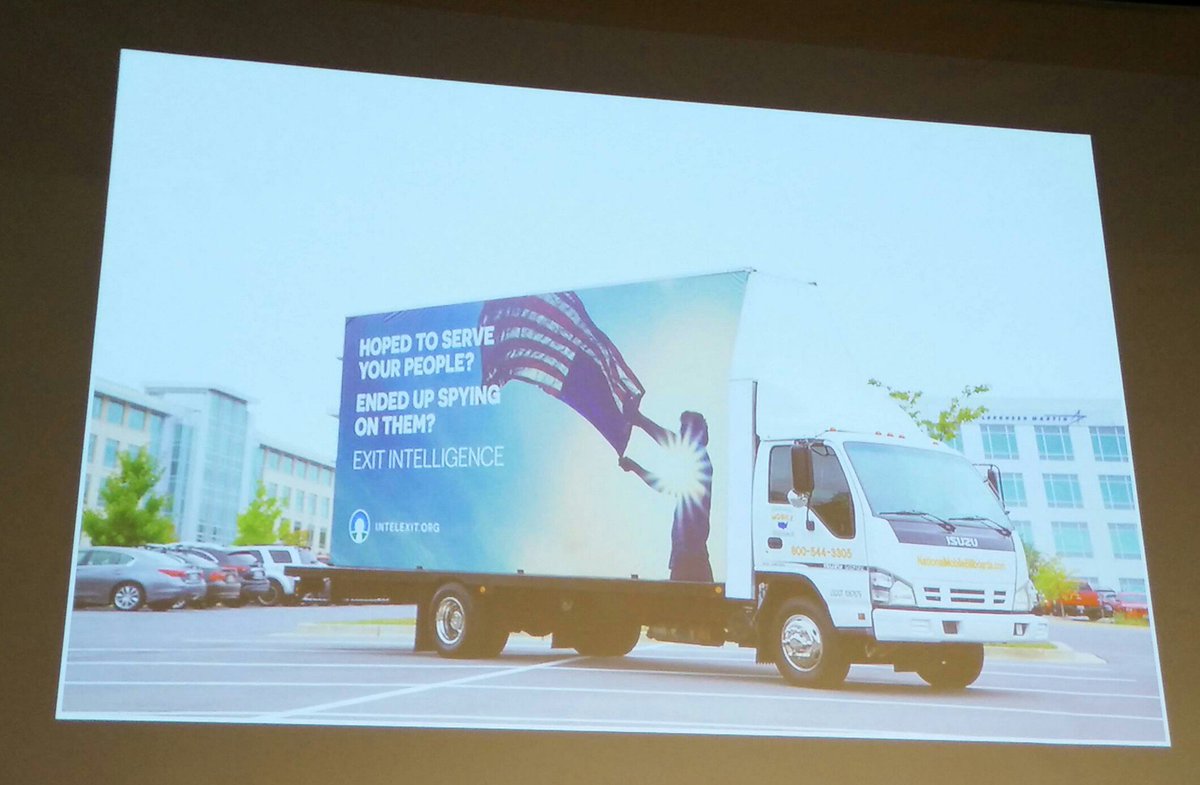 HOPED TO SERVE
YOUR PEOPLE?
ENDED UP SPYING
ON THEM?
EXIT INTELLIGENCE
INTELEXIT.ORG
LOCKHEED MARTIN
800-544-3305
ISUZU
NationalMobileBillboards.com